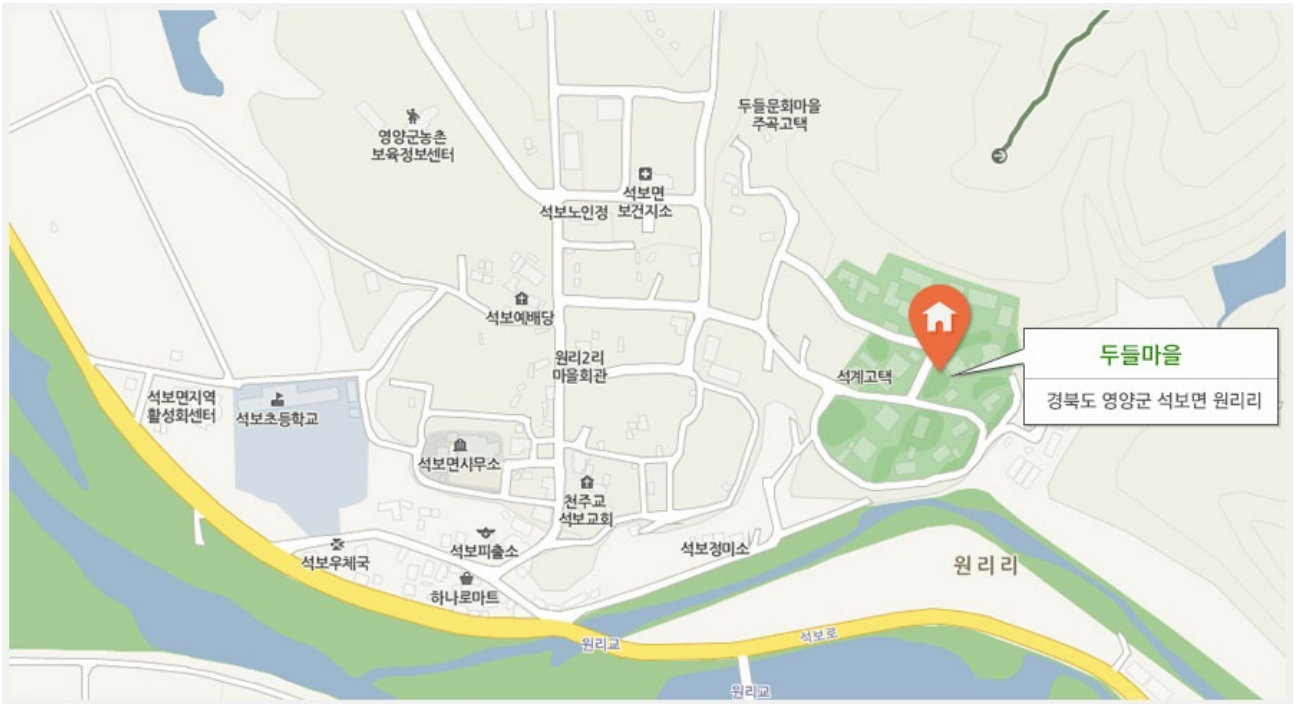 두들문화마을
주곡고택
영양군농촌
보육정보센터
석보면
보건지소
석보노인정
석보예배당
원리2리
마을회관
두들마을
경북도 영양군 석보면 원리리
석계고택
석보면지역
활성회센터
석보초등학교
석보면사무소
천주교
석보교회
석보피출소
석보정미소
석보우체국
하나로마트
원리리
원리교
석보로
원리교